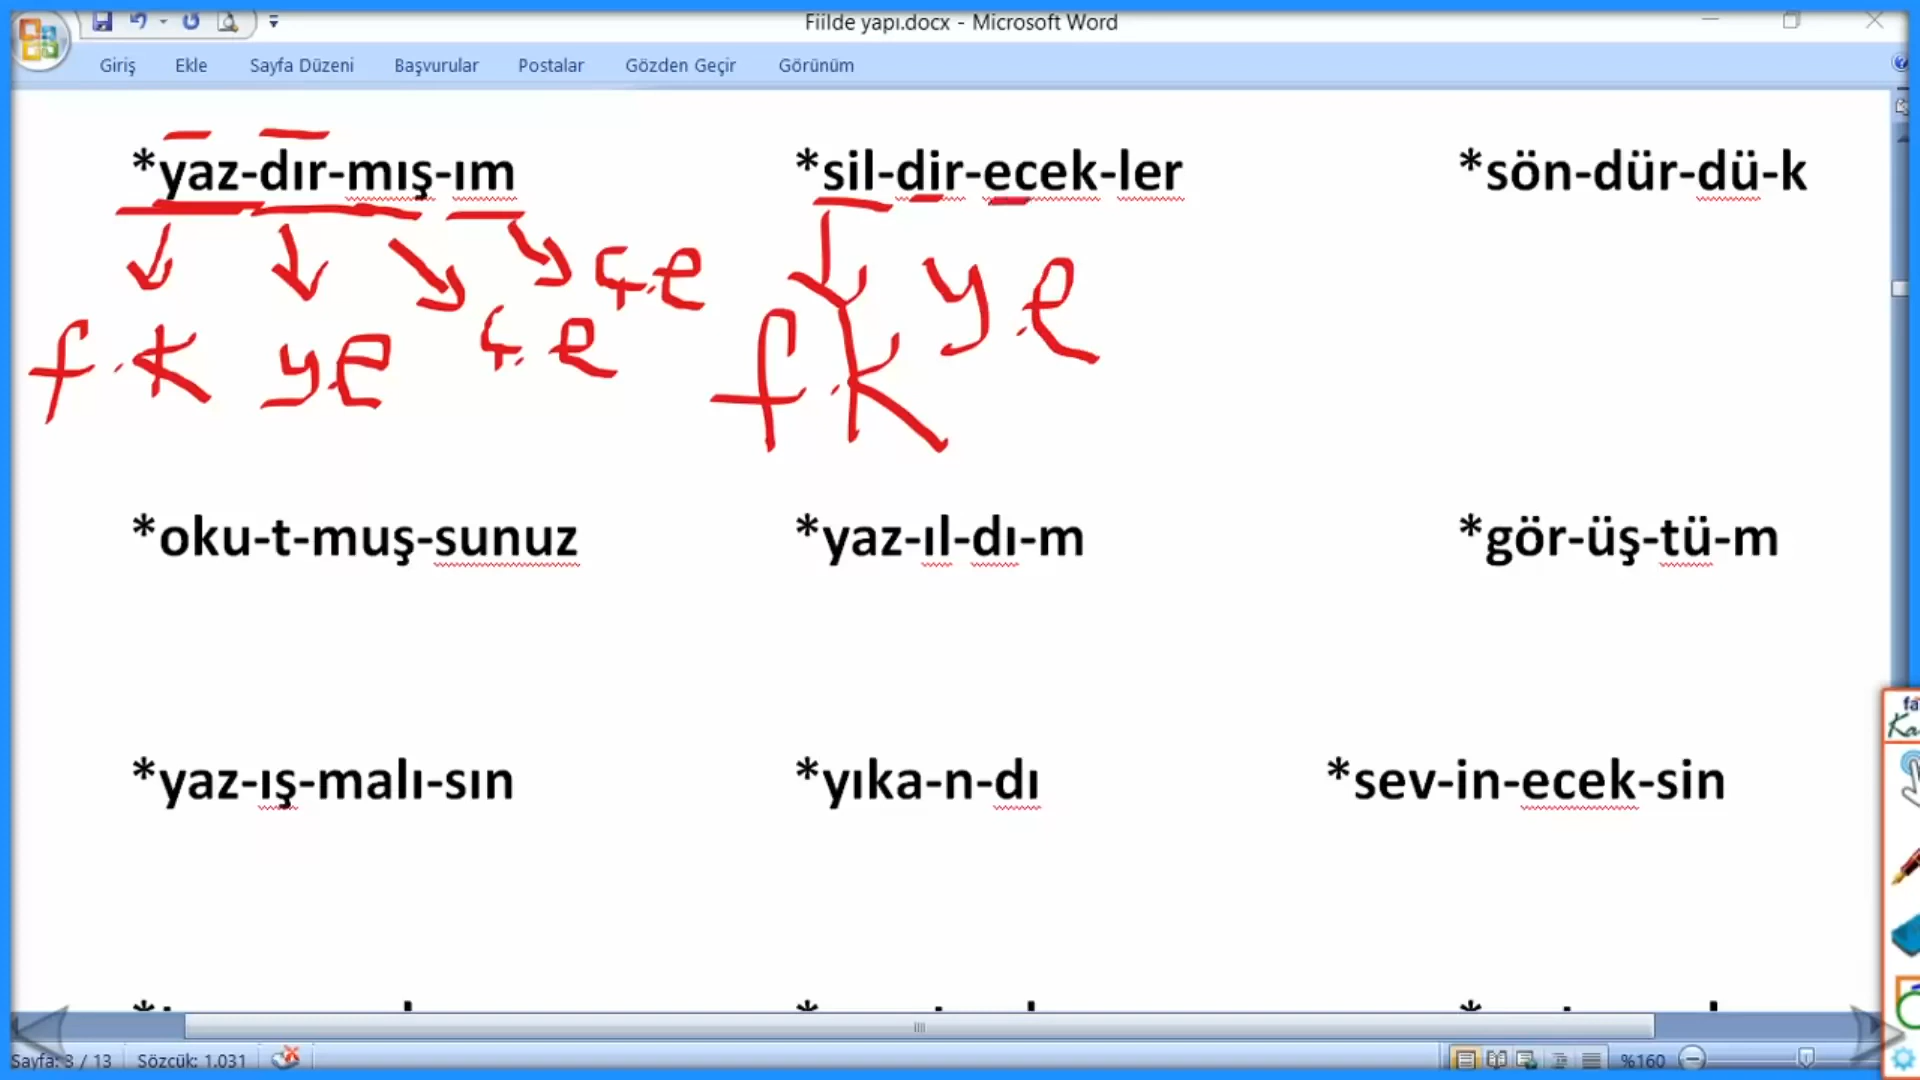 Fiilde yapı.docx - Microsoft Word
Giriş Ekle Sayfa Düzeni Başvurular Postalar Gözden Geçir Görünüm
*yaz-dır-mış-ım *sil-dir-ecek-ler *sön-dür-dü-k
f.k y.e ç.e ç.e f.k y.e
*oku-t-muş-sunuz *yaz-ıl-dı-m *gör-üş-tü-m
*yaz-ış-malı-sın *yıka-n-dı *sev-in-ecek-sin
Sayfa: 3 / 13 Sözcük: 1.031 %160